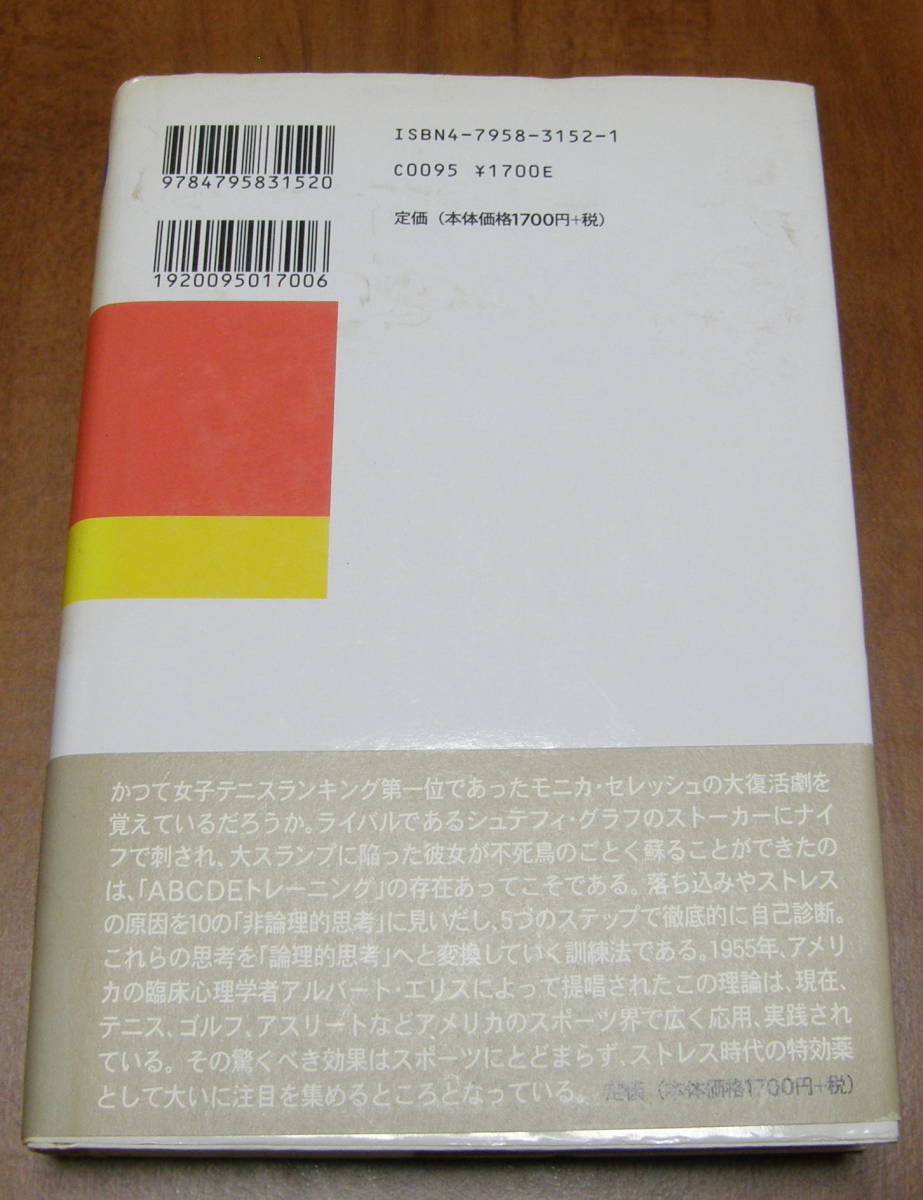 9784795831520
ISBN4-7958-3152-1
C0095 ¥1700E
定価（本体価格1700円+税）
1920095017006
かつて女子テニスランキング第一位であったモニカ・セレッシュの大復活劇を
覚えているだろうか。ライバルであるシュテフィ・グラフのストーカーにナイ
フで刺され、大スランプに陥った彼女が不死鳥のごとく蘇ることができたの
は、「ABCDEトレーニング」の存在あってこそである。落ち込みやストレス
の原因を10の「非論理的思考」に見いだし、5づのステップで徹底的に自己診断。
これらの思考を「論理的思考」へと変換していく訓練法である。1955年、アメリ
カの臨床心理学者アルバート・エリスによって提唱されたこの理論は、現在、
テニス、ゴルフ、アスリートなどアメリカのスポーツ界で広く応用、実践され
ている。その驚くべき効果はスポーツにとどまらず、ストレス時代の特効薬
として大いに注目を集めるところとなっている。 定価（本体価格1700円+税）